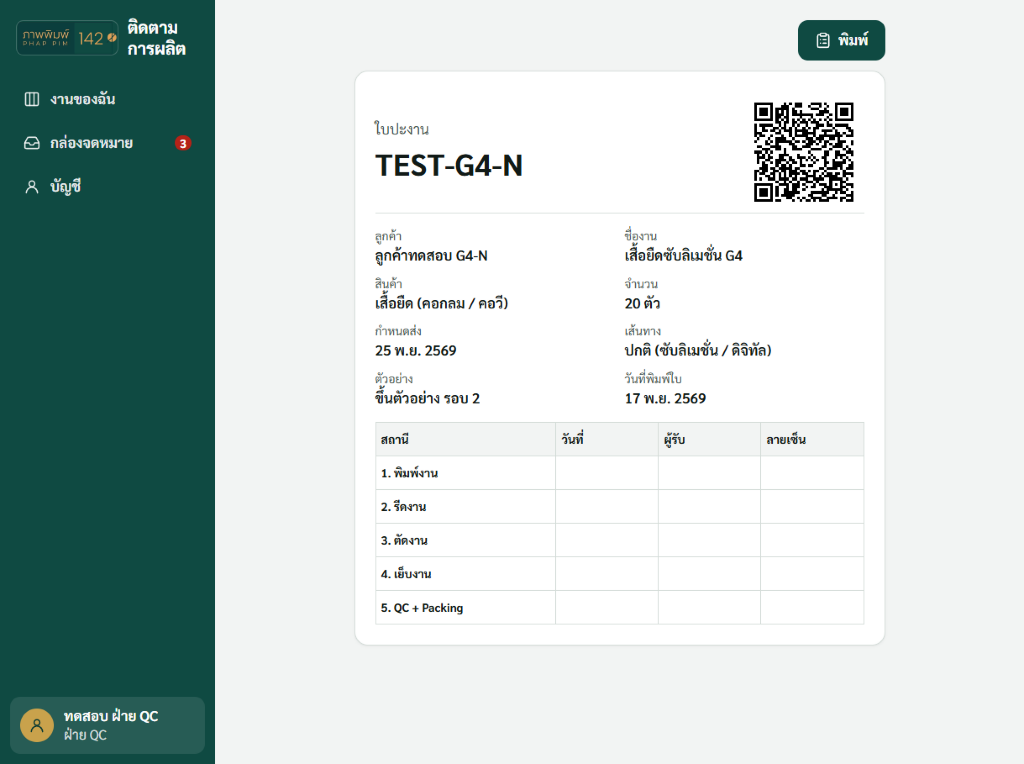 ภาพพิมพ์
PHAP PIM
142
ติดตาม
การผลิต
งานของฉัน
กล่องจดหมาย 3
บัญชี
พิมพ์
ใบปะงาน
TEST-G4-N
ลูกค้า
ลูกค้าทดสอบ G4-N
ชื่องาน
เสื้อยืดซับลิเมชั่น G4
สินค้า
เสื้อยืด (คอกลม / คอวี)
จำนวน
20 ตัว
กำหนดส่ง
25 พ.ย. 2569
เส้นทาง
ปกติ (ซับลิเมชั่น / ดิจิทัล)
ตัวอย่าง
ขึ้นตัวอย่าง รอบ 2
วันที่พิมพ์ใบ
17 พ.ย. 2569
สถานี วันที่ ผู้รับ ลายเซ็น
1. พิมพ์งาน
2. รีดงาน
3. ตัดงาน
4. เย็บงาน
5. QC + Packing
ทดสอบ ฝ่าย QC
ฝ่าย QC